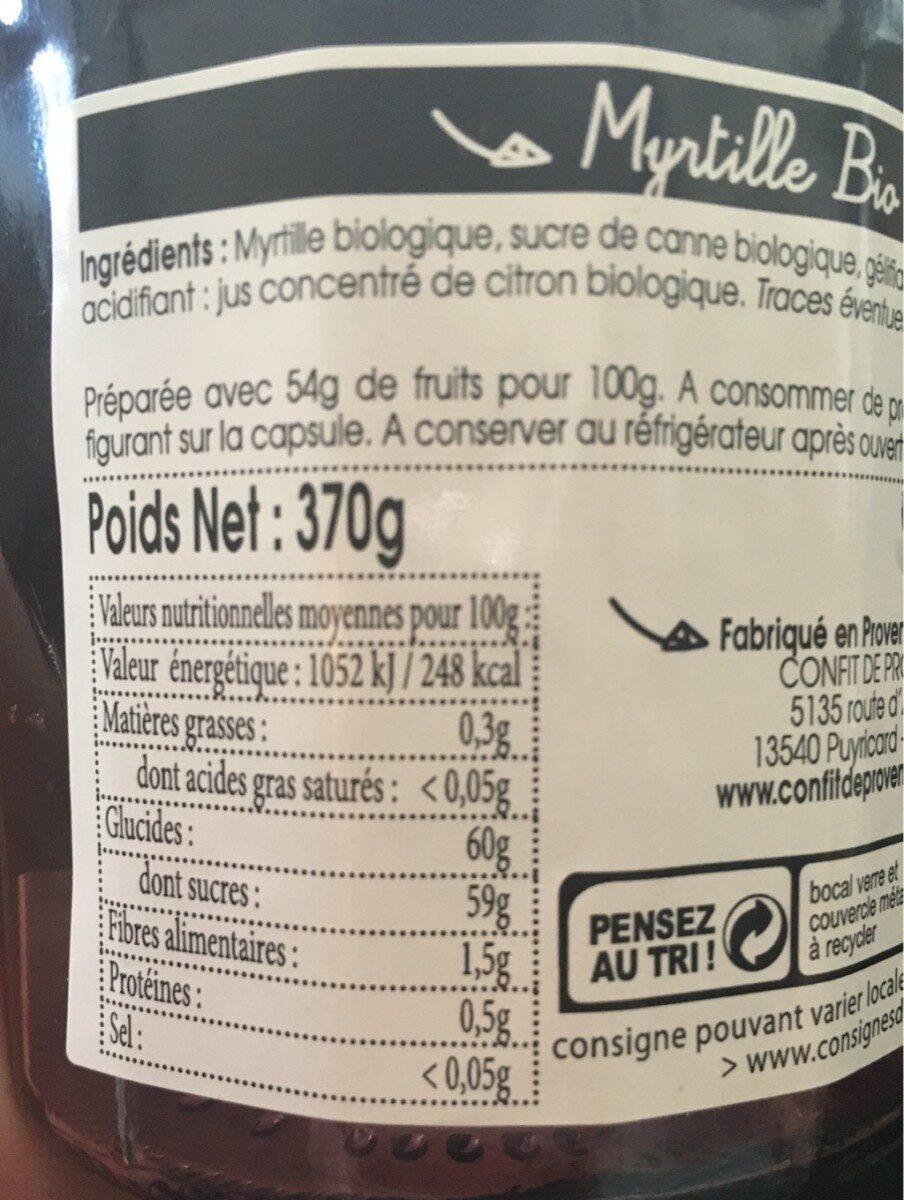 Myrtille Bio
Ingrédients : Myrtille biologique, sucre de canne biologique,
acidifiant : jus concentré de citron biologique. Traces
Préparée avec 54g de fruits pour 100g. A consommer de
figurant sur la capsule. A conserver au réfrigérateur après
Poids Net : 370g
Valeurs nutritionnelles moyennes pour 100g :
Valeur énergétique : 1052 kJ / 248 kcal
Matières grasses : 0,3g
dont acides gras saturés : <0,05g
Glucides : 60g
dont sucres : 59g
Fibres alimentaires : 1,5g
Protéines : 0,5g
Sel : <0,05g
Fabriqué en
CONFIT DE
5135 route
13540 Puyricard -
PENSEZ
AU TRI !
bocal verre et
couvercle
à recycler
consigne pouvant varier
>